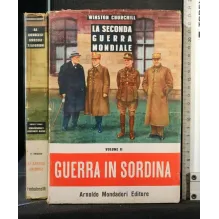 WINSTON CHURCHILL
LA SECONDA
GUERRA
MONDIALE
VOLUME II
GUERRA IN SORDINA
Arnoldo Mondadori Editore